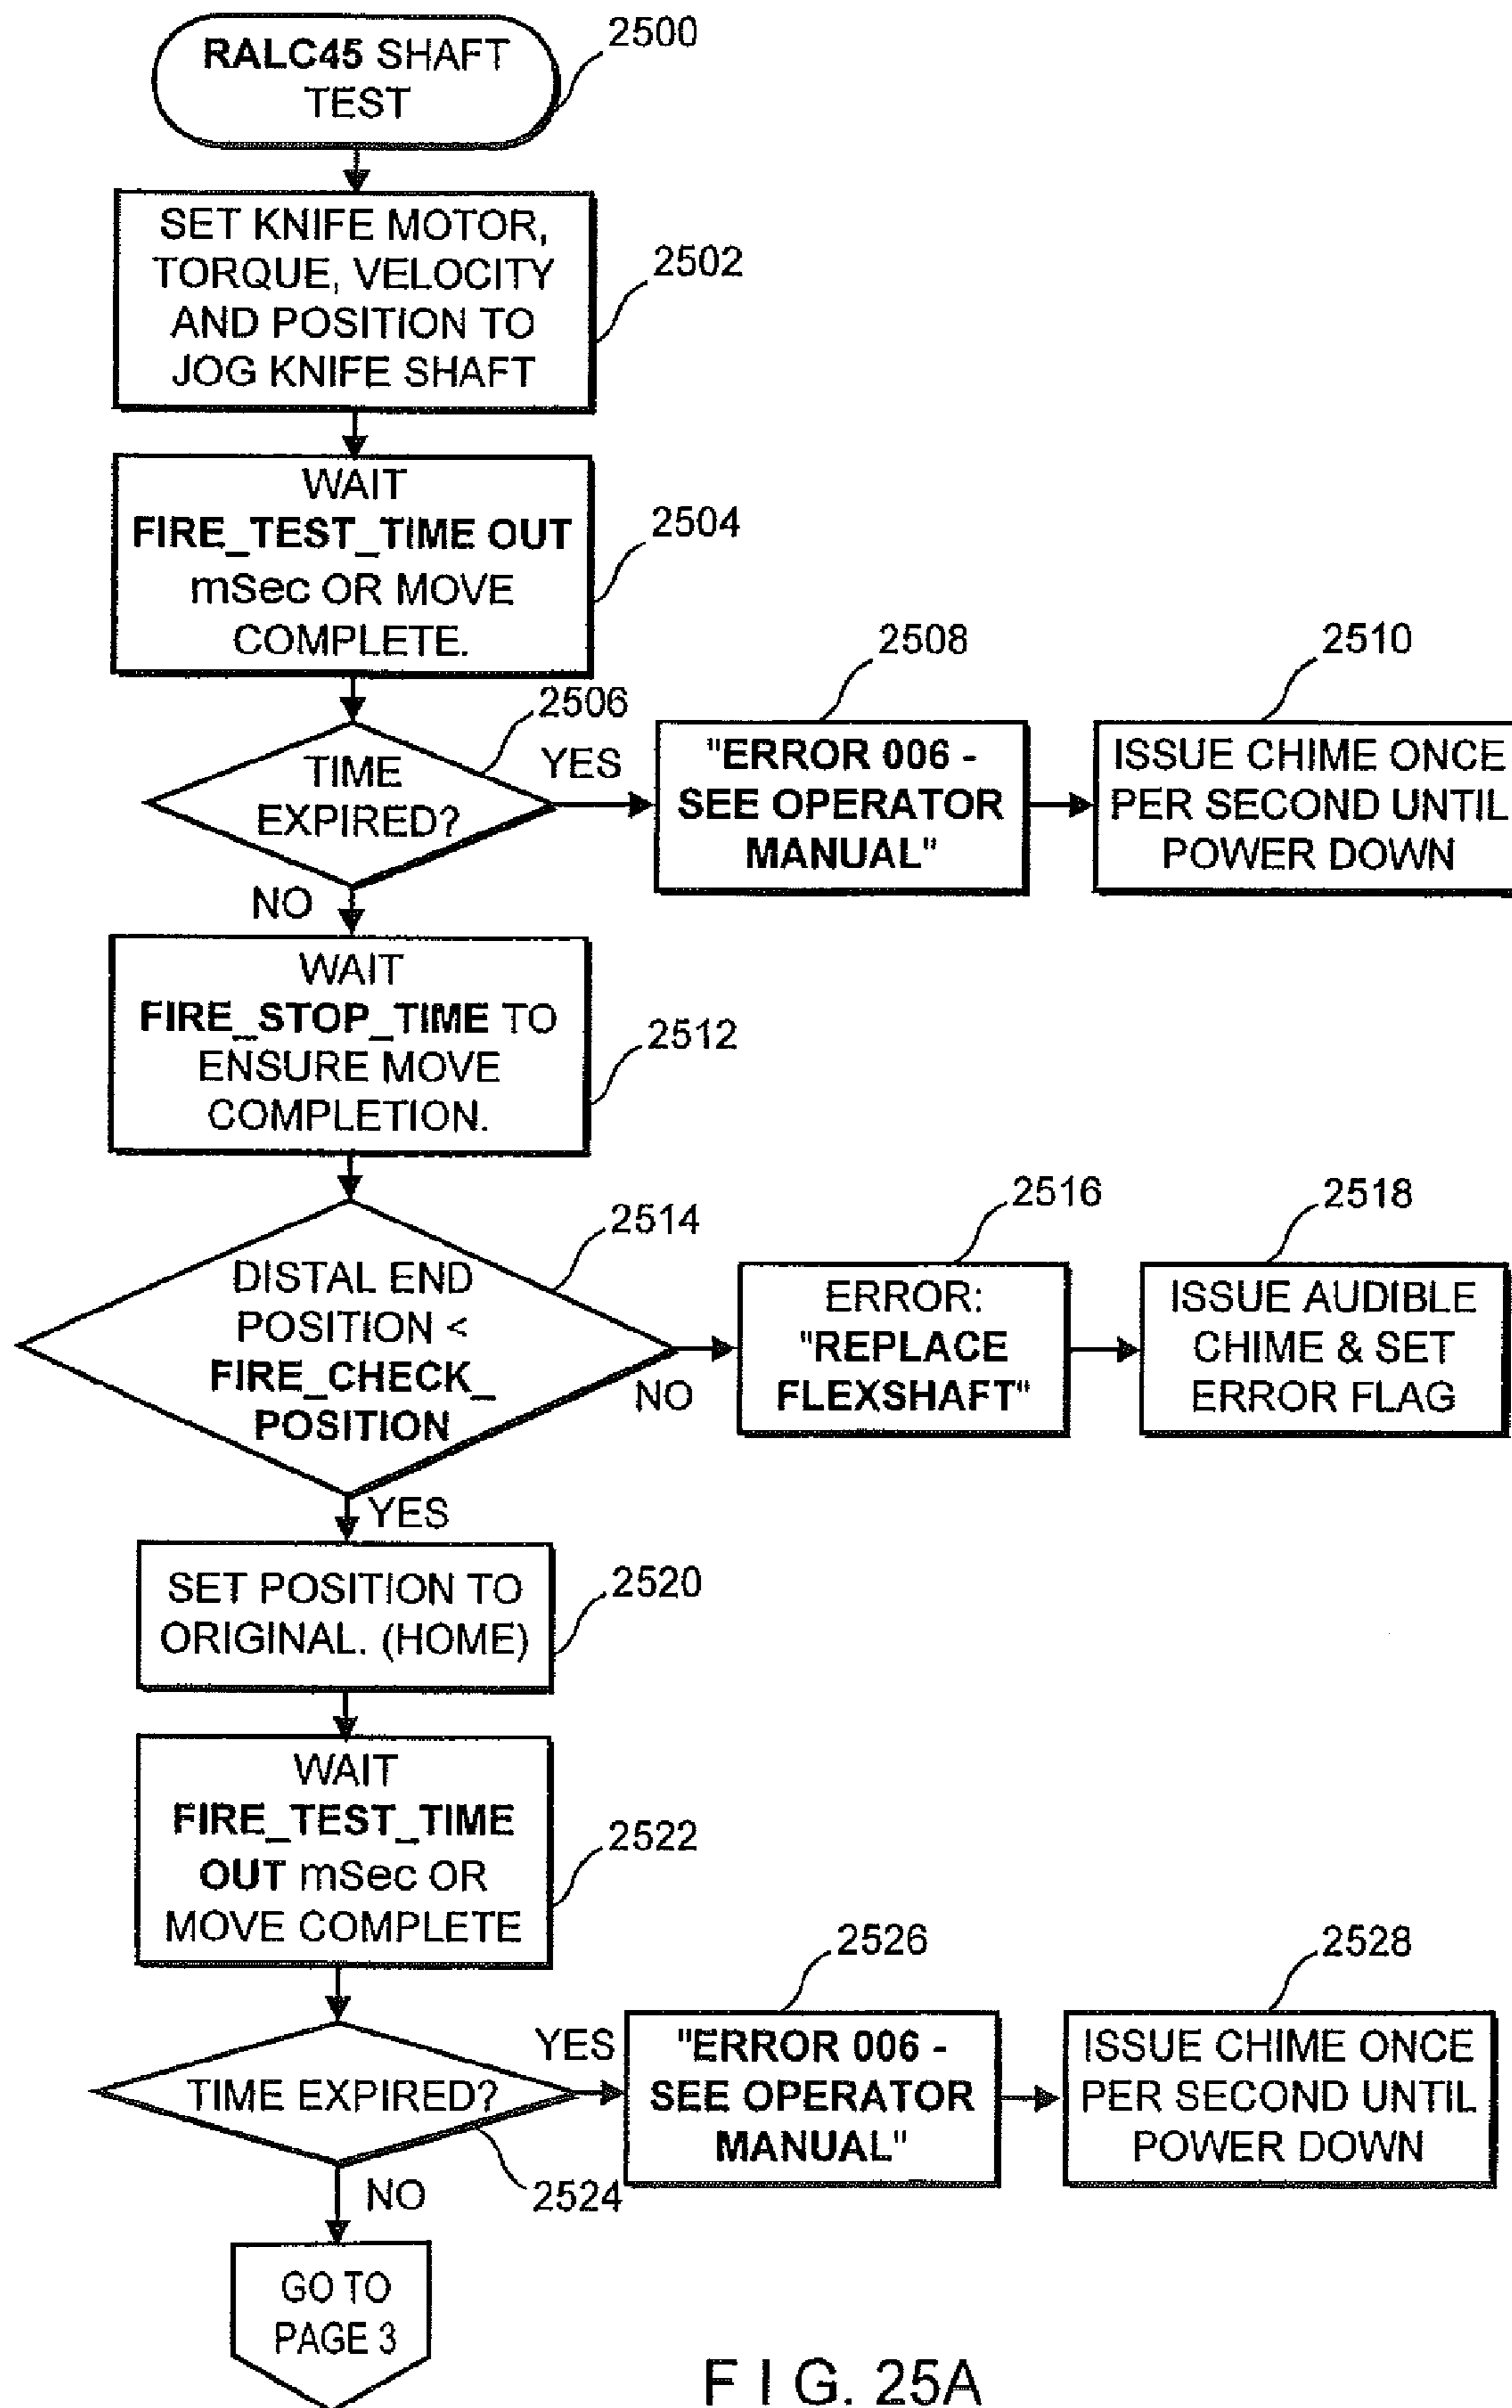 RALC45 SHAFT
TEST
2500
SET KNIFE MOTOR,
TORQUE, VELOCITY
AND POSITION TO
JOG KNIFE SHAFT
2502
WAIT
FIRE_TEST_TIME OUT
mSec OR MOVE
COMPLETE.
2504
TIME
EXPIRED?
2506
YES
"ERROR 006 -
SEE OPERATOR
MANUAL"
2508
ISSUE CHIME ONCE
PER SECOND UNTIL
POWER DOWN
2510
NO
WAIT
FIRE_STOP_TIME TO
ENSURE MOVE
COMPLETION.
2512
DISTAL END
POSITION <
FIRE_CHECK_
POSITION
2514
NO
ERROR:
"REPLACE
FLEXSHAFT"
2516
ISSUE AUDIBLE
CHIME & SET
ERROR FLAG
2518
YES
SET POSITION TO
ORIGINAL. (HOME)
2520
WAIT
FIRE_TEST_TIME
OUT mSec OR
MOVE COMPLETE
2522
TIME EXPIRED?
2524
YES
"ERROR 006 -
SEE OPERATOR
MANUAL"
2526
ISSUE CHIME ONCE
PER SECOND UNTIL
POWER DOWN
2528
NO
GO TO
PAGE 3
FIG. 25A